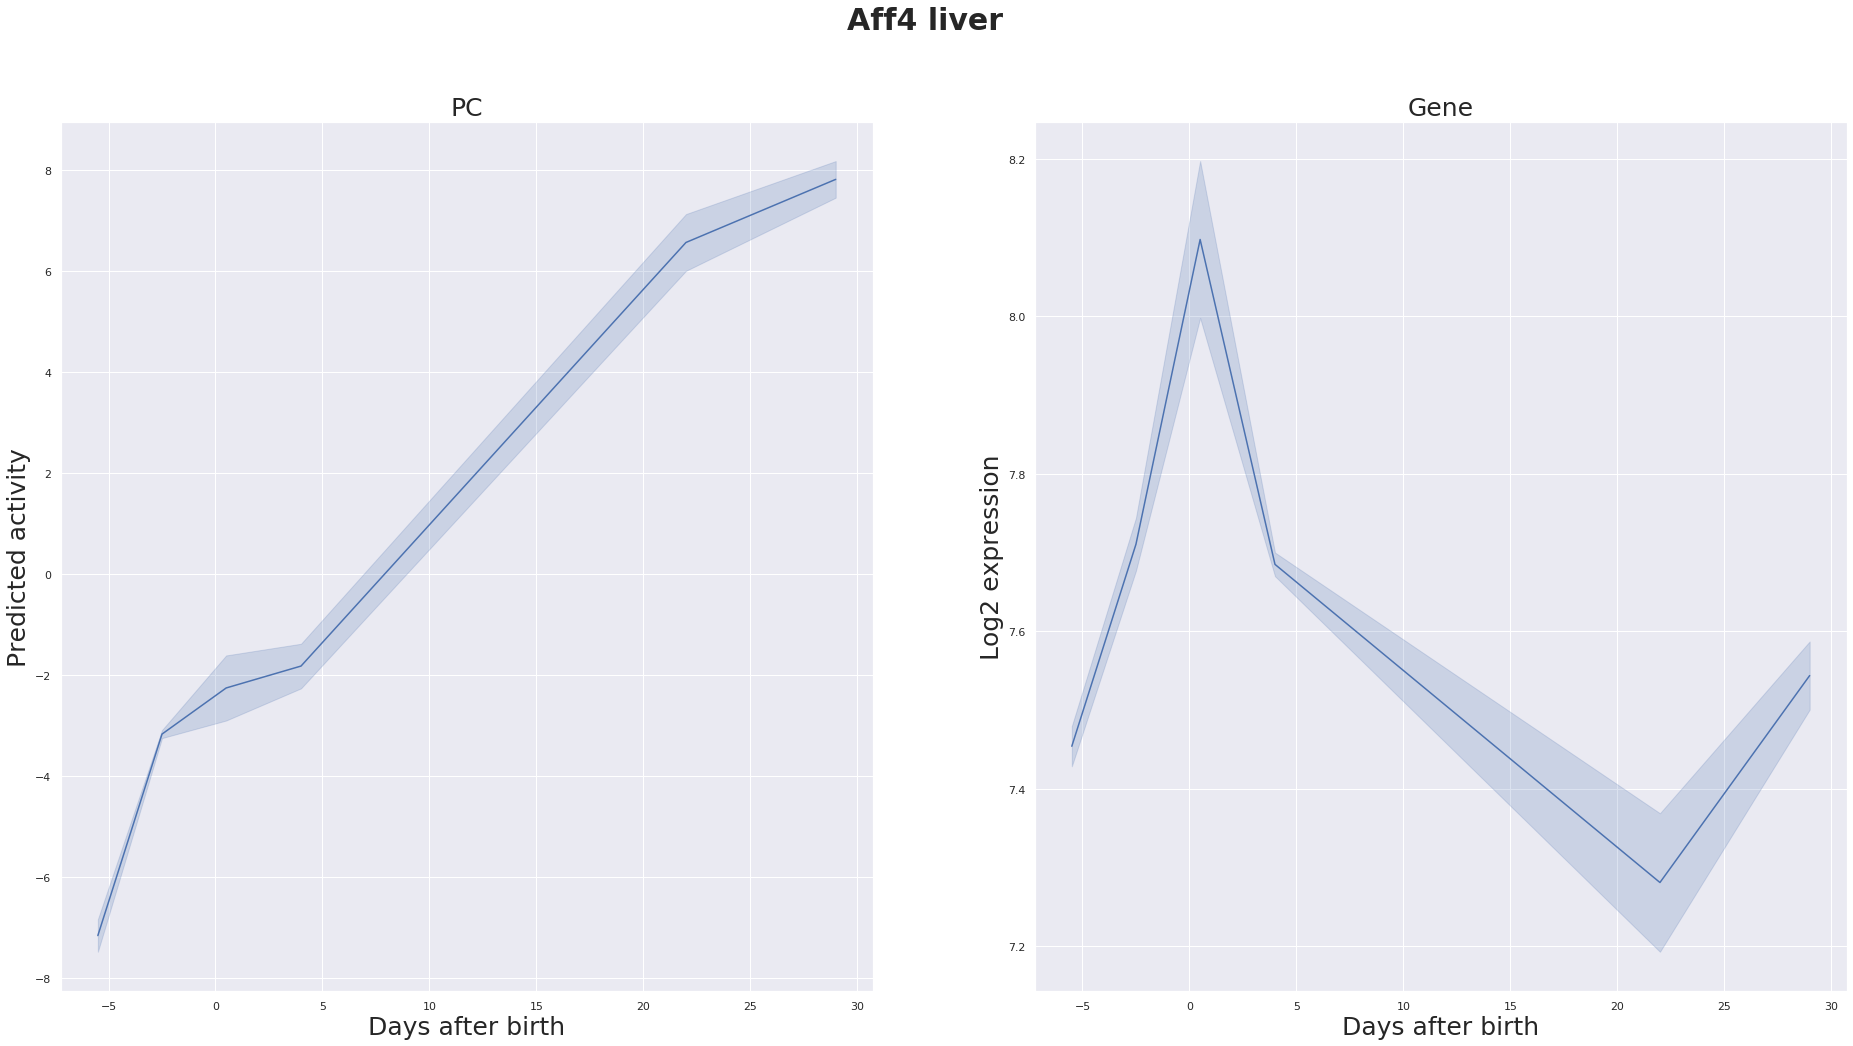 Aff4 liver
PC
Predicted activity
8
6
4
2
0
−2
−4
−6
−8
−5 0 5 10 15 20 25 30
Days after birth
Gene
Log2 expression
8.2
8.0
7.8
7.6
7.4
7.2
−5 0 5 10 15 20 25 30
Days after birth